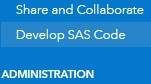 Share and Collaborate
Develop SAS Code
ADMINISTRATION